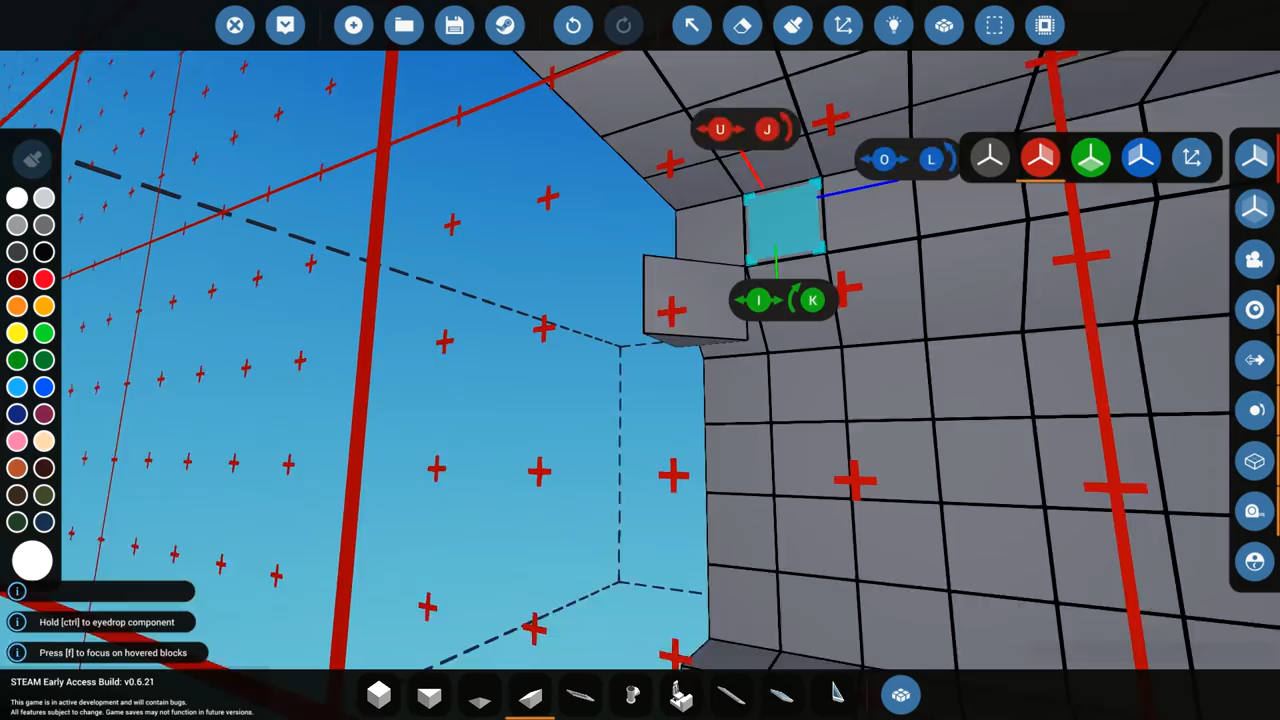 U J
O L
I K
Hold [ctrl] to eyedrop component
Press [f] to focus on hovered blocks
STEAM Early Access Build: v0.6.21
This game is in active development and will contain bugs.
All features subject to change. Game saves may not function in future versions.